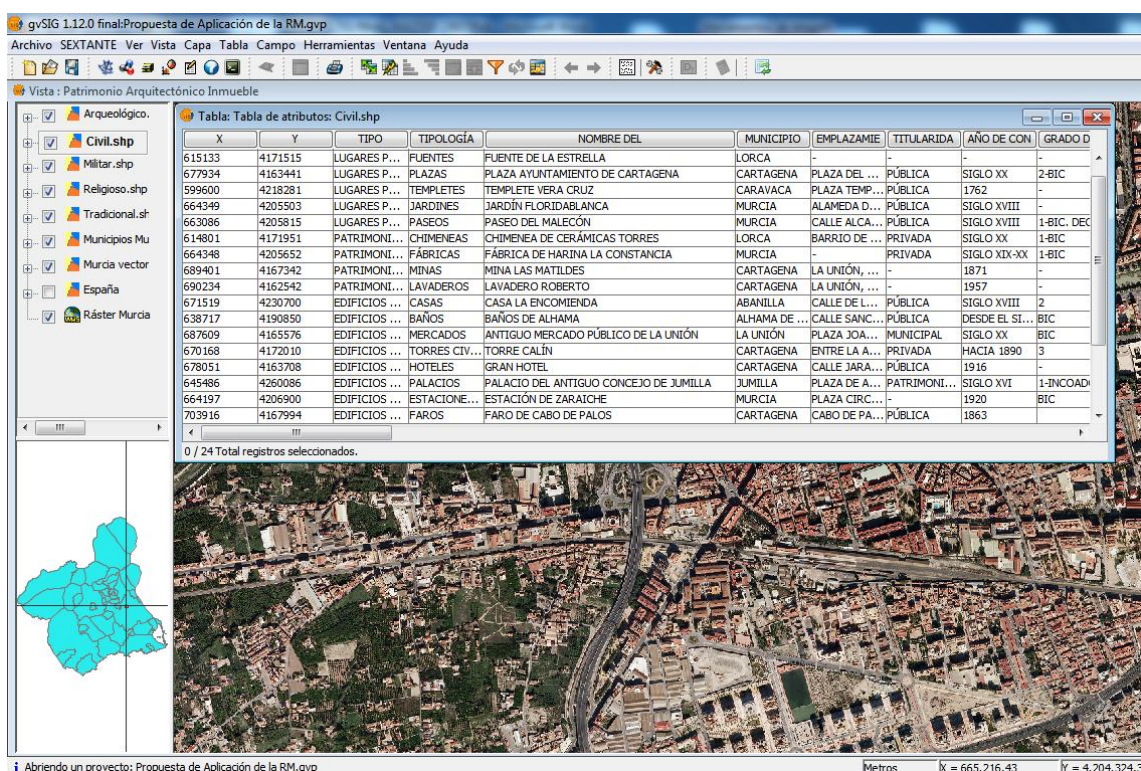 gvSIG 1.12.0 final:Propuesta de Aplicación de la RM.gvp
Archivo SEXTANTE Ver Vista Capa Tabla Campo Herramientas Ventana Ayuda
Vista : Patrimonio Arquitectónico Inmueble
Arqueológico.
Civil.shp
Militar.shp
Religioso.shp
Tradicional.sh
Municipios Mu
Murcia vector
España
Ráster Murcia
Tabla: Tabla de atributos: Civil.shp
X Y TIPO TIPOLOGÍA NOMBRE DEL MUNICIPIO EMPLAZAMIE TITULARIDA AÑO DE CON GRADO D
615133 4171515 LUGARES P... FUENTES FUENTE DE LA ESTRELLA LORCA - - - -
677934 4163441 LUGARES P... PLAZAS PLAZA AYUNTAMIENTO DE CARTAGENA CARTAGENA PLAZA DEL ... PÚBLICA SIGLO XX 2-BIC
599600 4218281 LUGARES P... TEMPLETES TEMPLETE VERA CRUZ CARAVACA PLAZA TEMP... PÚBLICA 1762 -
664349 4205503 LUGARES P... JARDINES JARDÍN FLORIDABLANCA MURCIA ALAMEDA D... PÚBLICA SIGLO XVIII -
663086 4205815 LUGARES P... PASEOS PASEO DEL MALECÓN MURCIA CALLE ALCA... PÚBLICA SIGLO XVIII 1-BIC. DEC
614801 4171951 PATRIMONI... CHIMENEAS CHIMENEA DE CERÁMICAS TORRES LORCA BARRIO DE ... PRIVADA SIGLO XX 1-BIC
664348 4205652 PATRIMONI... FÁBRICAS FÁBRICA DE HARINA LA CONSTANCIA MURCIA - PRIVADA SIGLO XIX-XX 1-BIC
689401 4167342 PATRIMONI... MINAS MINA LAS MATILDES CARTAGENA LA UNIÓN, ... - 1871 -
690234 4162542 PATRIMONI... LAVADEROS LAVADERO ROBERTO CARTAGENA LA UNIÓN, ... - 1957 -
671519 4230700 EDIFICIOS ... CASAS CASA LA ENCOMIENDA ABANILLA CALLE DE L... PÚBLICA SIGLO XVIII 2
638717 4190850 EDIFICIOS ... BAÑOS BAÑOS DE ALHAMA ALHAMA DE ... CALLE SANC... PÚBLICA DESDE EL SI... BIC
687609 4165576 EDIFICIOS ... MERCADOS ANTIGUO MERCADO PÚBLICO DE LA UNIÓN LA UNIÓN PLAZA JOA... MUNICIPAL SIGLO XX BIC
670168 4172010 EDIFICIOS ... TORRES CIV... TORRE CALÍN CARTAGENA ENTRE LA A... PRIVADA HACIA 1890 3
678051 4163708 EDIFICIOS ... HOTELES GRAN HOTEL CARTAGENA CALLE JARA... PÚBLICA 1916 -
645486 4260086 EDIFICIOS ... PALACIOS PALACIO DEL ANTIGUO CONCEJO DE JUMILLA JUMILLA PLAZA DE A... PATRIMONI... SIGLO XVI 1-INCOAD
664197 4206900 EDIFICIOS ... ESTACIONE... ESTACIÓN DE ZARAICHE MURCIA PLAZA CIRC... - 1920 BIC
703916 4167994 EDIFICIOS ... FAROS FARO DE CABO DE PALOS CARTAGENA CABO DE PA... PÚBLICA 1863
0 / 24 Total registros seleccionados.
Abriendo un proyecto: Propuesta de Aplicación de la RM.gvp Metros X = 665.216,43 Y = 4.204.324,3